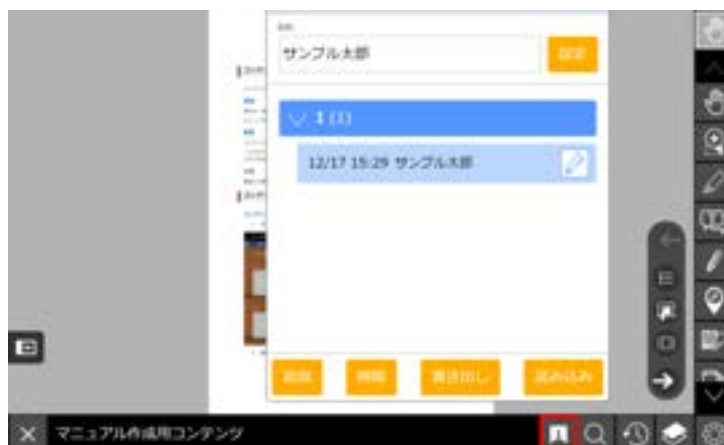 サンプル太郎
設定
1 (1)
12/17 15:29 サンプル太郎
追加
削除
書き出し
読み込み
マニュアル作成用コンテンツ